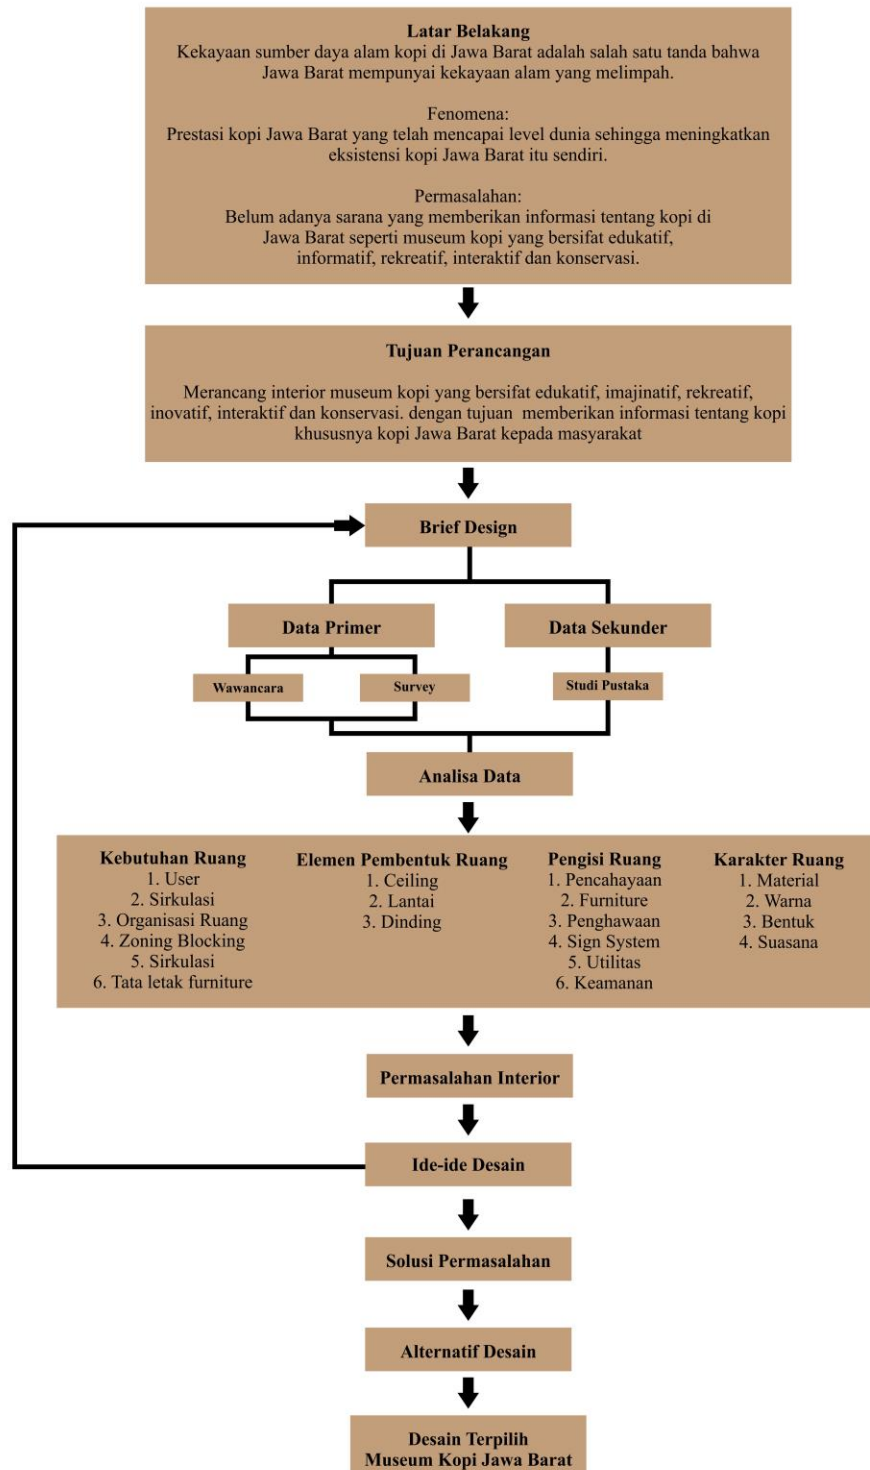 Latar Belakang
Kekayaan sumber daya alam kopi di Jawa Barat adalah salah satu tanda bahwa
Jawa Barat mempunyai kekayaan alam yang melimpah.
Fenomena:
Prestasi kopi Jawa Barat yang telah mencapai level dunia sehingga meningkatkan
eksistensi kopi Jawa Barat itu sendiri.
Permasalahan:
Belum adanya sarana yang memberikan informasi tentang kopi di
Jawa Barat seperti museum kopi yang bersifat edukatif,
informatif, rekreatif, interaktif dan konservasi.
Tujuan Perancangan
Merancang interior museum kopi yang bersifat edukatif, imajinatif, rekreatif,
inovatif, interaktif dan konservasi. dengan tujuan memberikan informasi tentang kopi
khususnya kopi Jawa Barat kepada masyarakat
Brief Design
Data Primer
Data Sekunder
Wawancara
Survey
Studi Pustaka
Analisa Data
Kebutuhan Ruang
1. User
2. Sirkulasi
3. Organisasi Ruang
4. Zoning Blocking
5. Sirkulasi
6. Tata letak furniture
Elemen Pembentuk Ruang
1. Ceiling
2. Lantai
3. Dinding
Pengisi Ruang
1. Pencahayaan
2. Furniture
3. Penghawaan
4. Sign System
5. Utilitas
6. Keamanan
Karakter Ruang
1. Material
2. Warna
3. Bentuk
4. Suasana
Permasalahan Interior
Ide-ide Desain
Solusi Permasalahan
Alternatif Desain
Desain Terpilih
Museum Kopi Jawa Barat